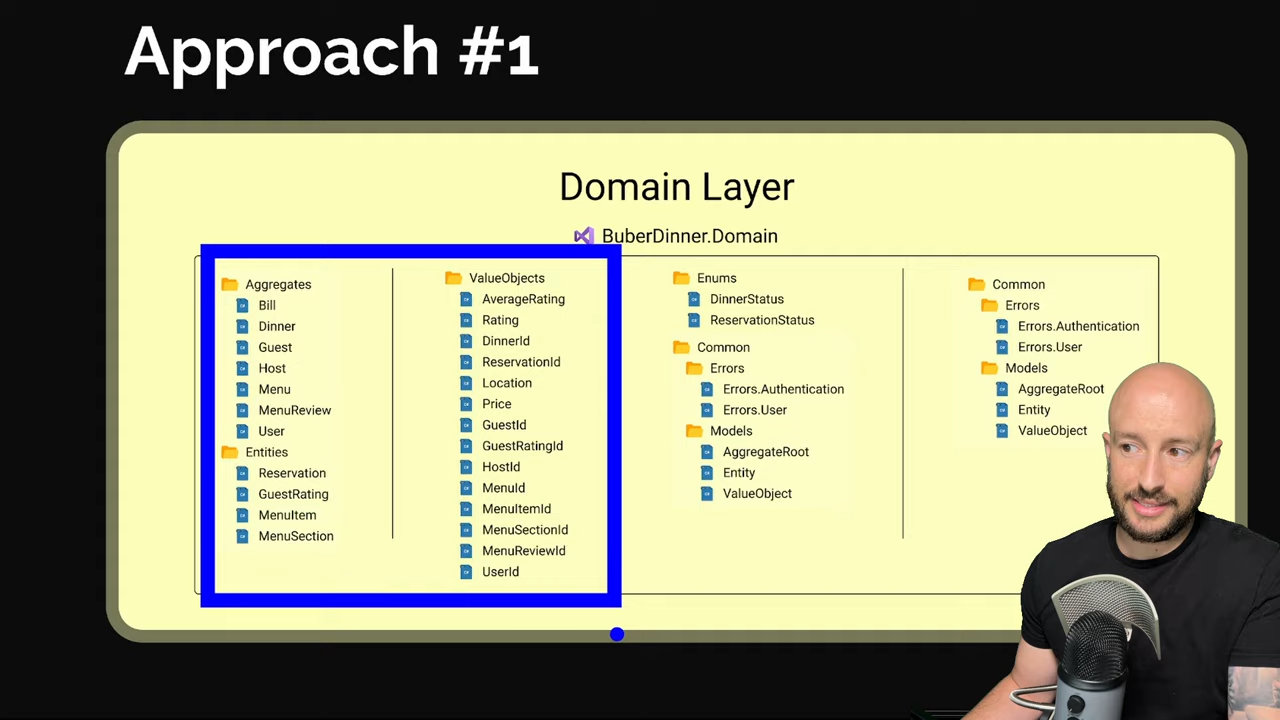 Approach #1
Domain Layer
BuberDinner.Domain
Aggregates
Bill
Dinner
Guest
Host
Menu
MenuReview
User
Entities
Reservation
GuestRating
MenuItem
MenuSection
ValueObjects
AverageRating
Rating
DinnerId
ReservationId
Location
Price
GuestId
GuestRatingId
HostId
MenuId
MenuItemId
MenuSectionId
MenuReviewId
UserId
Enums
DinnerStatus
ReservationStatus
Common
Errors
Errors.Authentication
Errors.User
Models
AggregateRoot
Entity
ValueObject
Common
Errors
Errors.Authentication
Errors.User
Models
AggregateRoot
Entity
ValueObject